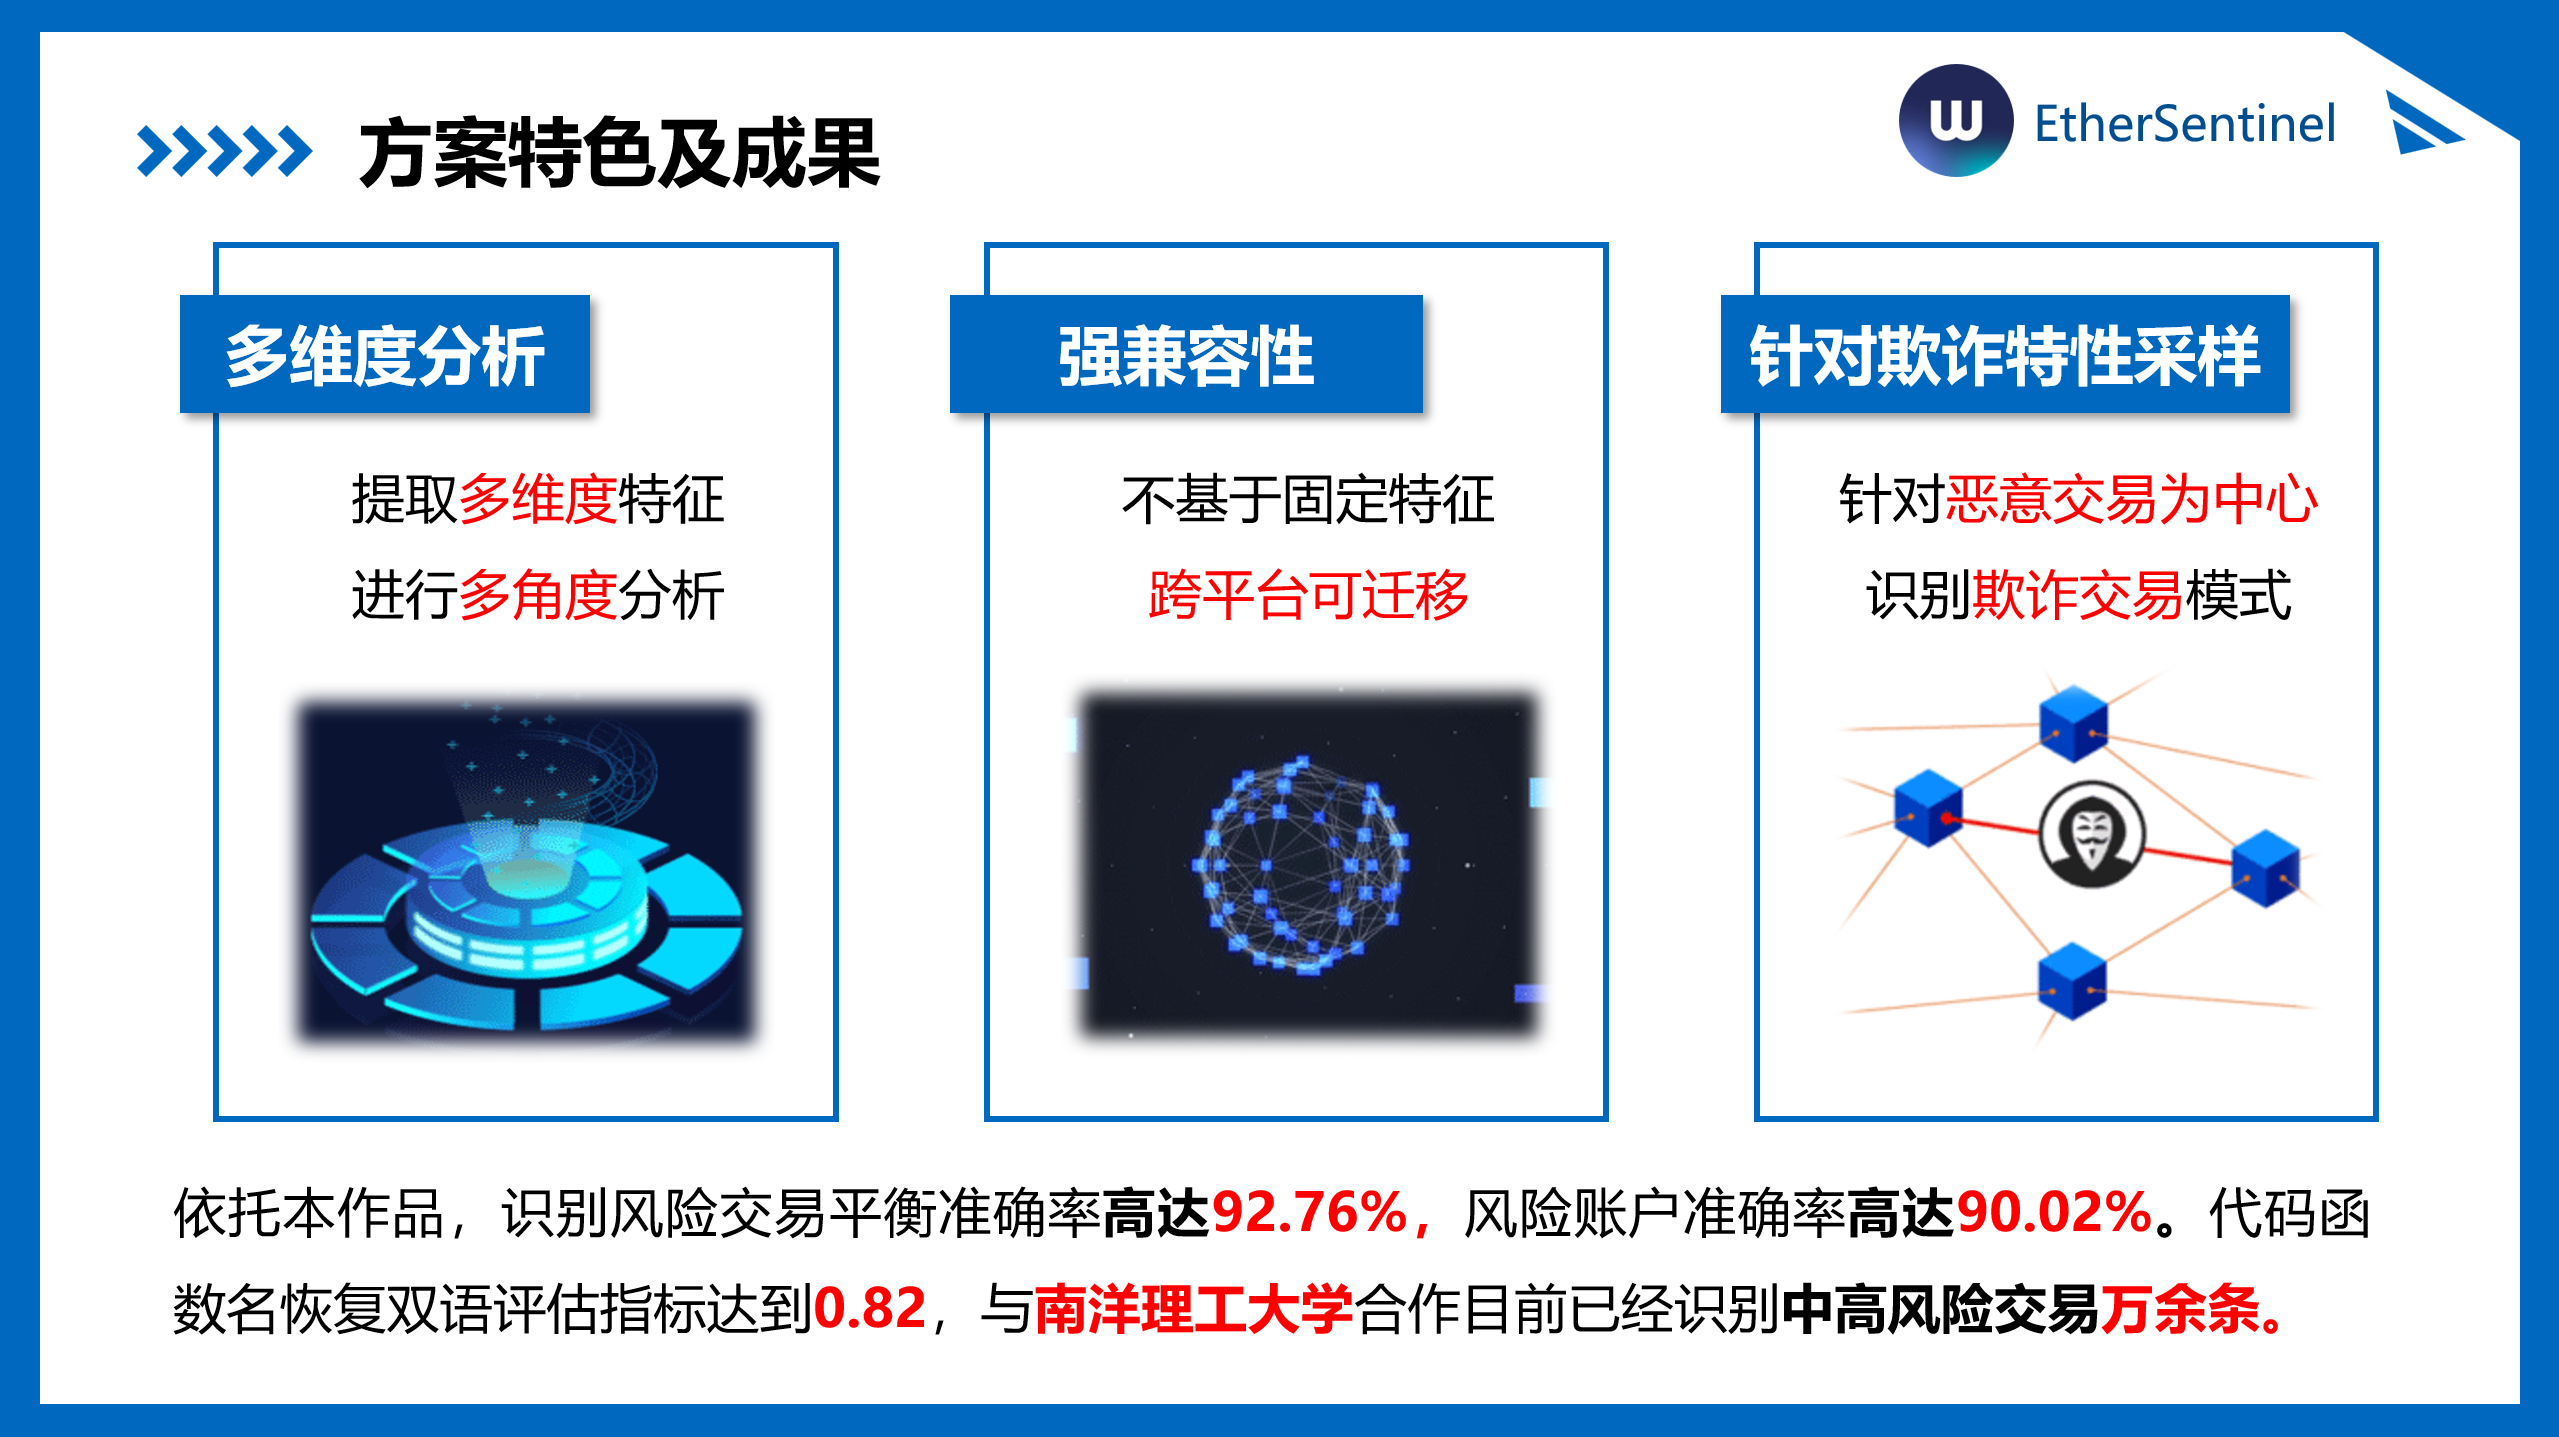 方案特色及成果
EtherSentinel
多维度分析
提取多维度特征
进行多角度分析
强兼容性
不基于固定特征
跨平台可迁移
针对欺诈特性采样
针对恶意交易为中心
识别欺诈交易模式
依托本作品，识别风险交易平衡准确率高达92.76%，风险账户准确率高达90.02%。代码函
数名恢复双语评估指标达到0.82，与南洋理工大学合作目前已经识别中高风险交易万余条。